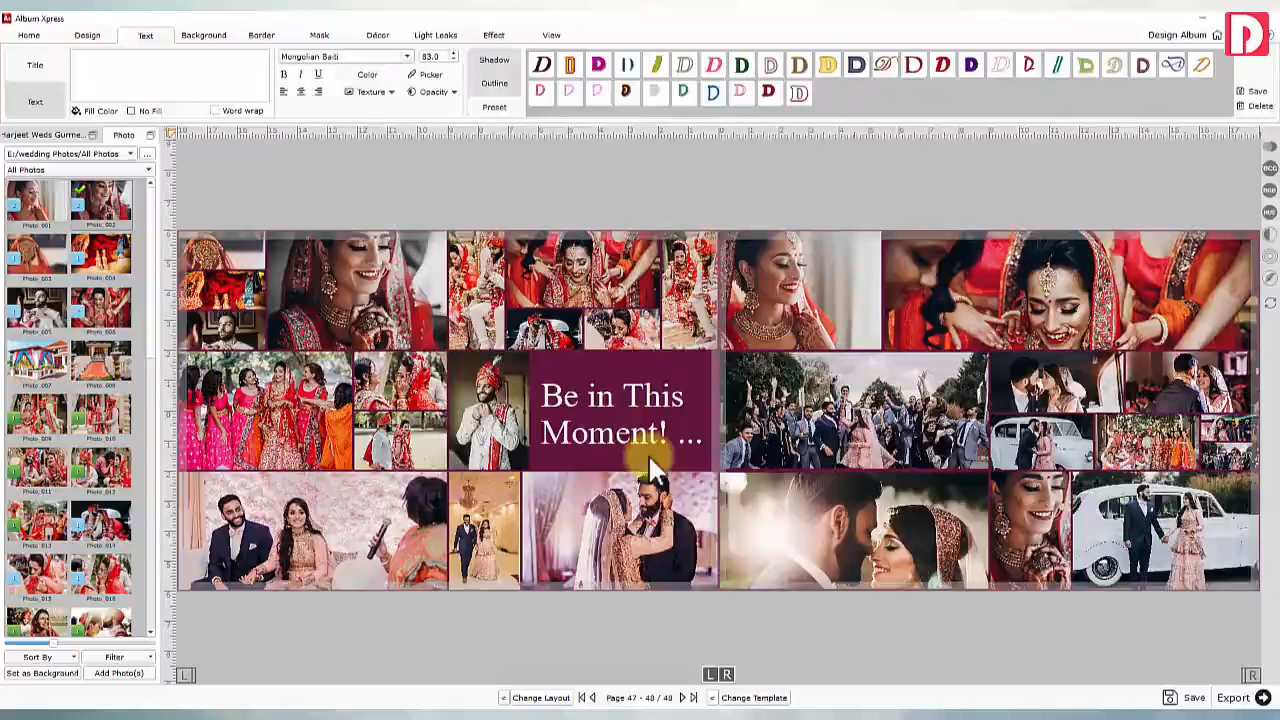 Album Xpress
Home Design Text Background Border Mask Décor Light Leaks Effect View
Design Album
Title
Text
Mongolian Baiti 83.0
B I U Color Picker
Texture Opacity
Fill Color No Fill Word wrap
Shadow
Outline
Preset
Save
Delete
Harjeet Weds Gurme... Photo
E:/wedding Photos/All Photos ...
All Photos
Photo_001 Photo_002
Photo_003 Photo_004
Photo_005 Photo_006
Photo_007 Photo_008
Photo_009 Photo_010
Photo_011 Photo_012
Photo_013 Photo_014
Photo_015 Photo_016
Sort By Filter
Set as Background Add Photo(s)
Be in This
Moment! ...
BCG
RGB
HUE
L L R R
< Change Layout Page 47 - 48 / 48 < Change Template
Save Export